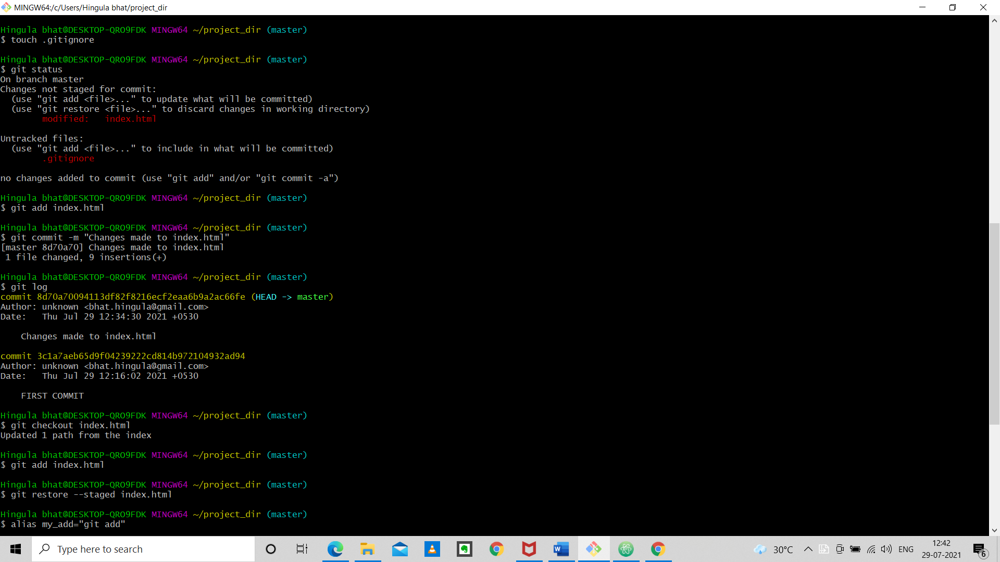 MINGW64:/c/Users/Hingula bhat/project_dir
Hingula bhat@DESKTOP-QRO9FDK MINGW64 ~/project_dir (master)
$ touch .gitignore
Hingula bhat@DESKTOP-QRO9FDK MINGW64 ~/project_dir (master)
$ git status
On branch master
Changes not staged for commit:
  (use "git add <file>..." to update what will be committed)
  (use "git restore <file>..." to discard changes in working directory)
        modified:   index.html
Untracked files:
  (use "git add <file>..." to include in what will be committed)
        .gitignore
no changes added to commit (use "git add" and/or "git commit -a")
Hingula bhat@DESKTOP-QRO9FDK MINGW64 ~/project_dir (master)
$ git add index.html
Hingula bhat@DESKTOP-QRO9FDK MINGW64 ~/project_dir (master)
$ git commit -m "Changes made to index.html"
[master 8d70a70] Changes made to index.html
 1 file changed, 9 insertions(+)
Hingula bhat@DESKTOP-QRO9FDK MINGW64 ~/project_dir (master)
$ git log
commit 8d70a70094113df82f8216ecf2eaa6b9a2ac66fe (HEAD -> master)
Author: unknown <bhat.hingula@gmail.com>
Date:   Thu Jul 29 12:34:30 2021 +0530
    Changes made to index.html
commit 3c1a7aeb65d9f04239222cd814b972104932ad94
Author: unknown <bhat.hingula@gmail.com>
Date:   Thu Jul 29 12:16:02 2021 +0530
    FIRST COMMIT
Hingula bhat@DESKTOP-QRO9FDK MINGW64 ~/project_dir (master)
$ git checkout index.html
Updated 1 path from the index
Hingula bhat@DESKTOP-QRO9FDK MINGW64 ~/project_dir (master)
$ git add index.html
Hingula bhat@DESKTOP-QRO9FDK MINGW64 ~/project_dir (master)
$ git restore --staged index.html
Hingula bhat@DESKTOP-QRO9FDK MINGW64 ~/project_dir (master)
$ alias my_add="git add"
Type here to search
W
30°C
ENG
12:42
29-07-2021
6